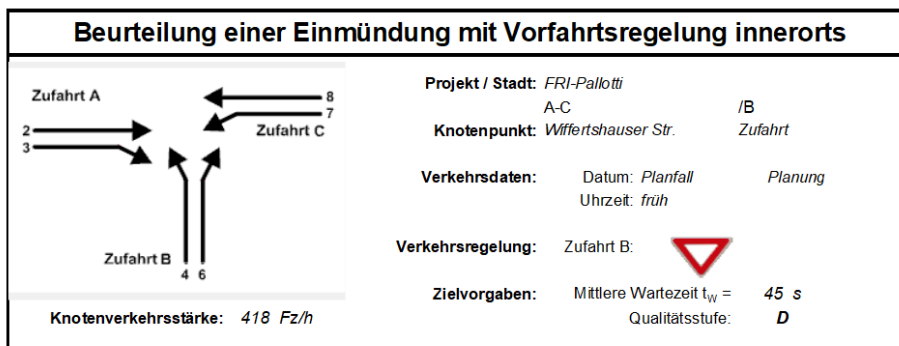 Beurteilung einer Einmündung mit Vorfahrtsregelung innerorts
Zufahrt A
8
7
Zufahrt C
2
3
Zufahrt B
4 6
Knotenverkehrsstärke: 418 Fz/h
Projekt / Stadt: FRI-Pallotti
A-C /B
Knotenpunkt: Wiffertshauser Str. Zufahrt
Verkehrsdaten: Datum: Planfall Planung
Uhrzeit: früh
Verkehrsregelung: Zufahrt B:
Zielvorgaben: Mittlere Wartezeit tW = 45 s
Qualitätsstufe: D